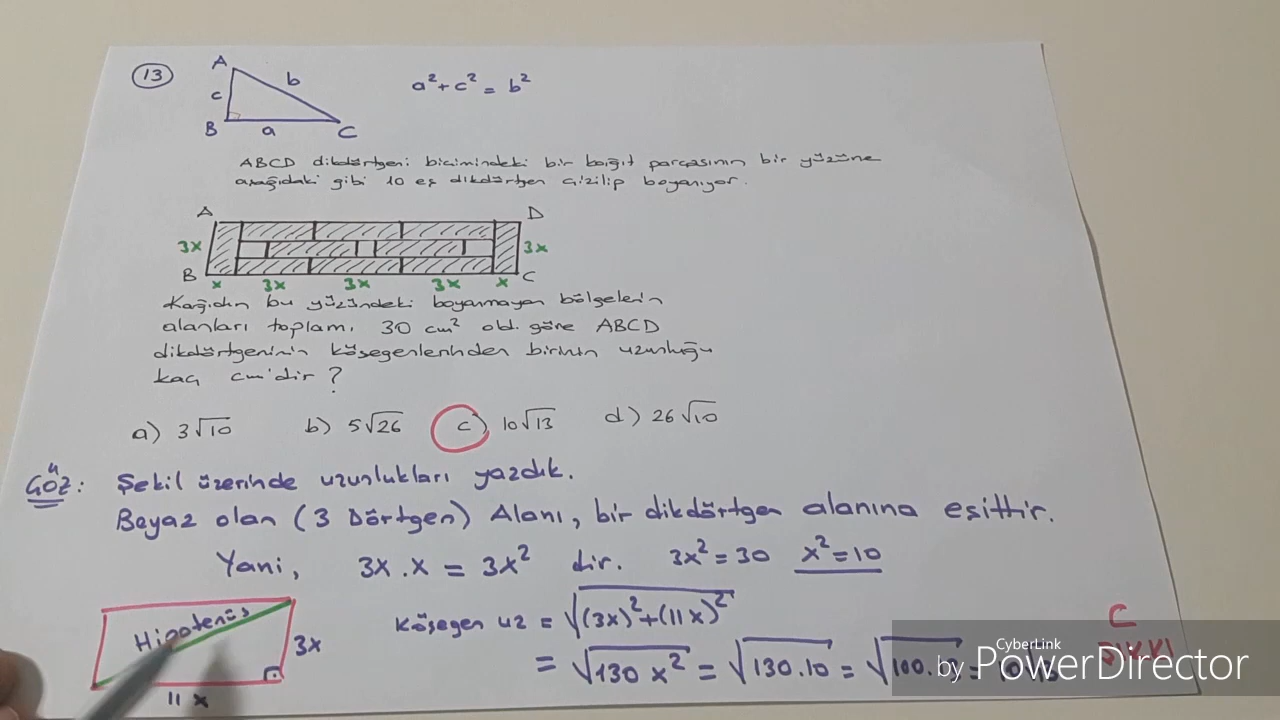 13
A
b
c
B
a
C
a² + c² = b²
ABCD dikdörtgeni biçimindeki bir kağıt parçasının bir yüzüne
aşağıdaki gibi 10 eş dikdörtgen çizilip boyanıyor.
A D
3x 3x
B C
x 3x 3x 3x x
Kağıdın bu yüzündeki boyanmayan bölgelerin
alanları toplamı 30 cm² old. göre ABCD
dikdörtgeninin köşegenlerinden birinin uzunluğu
kaç cm'dir ?
a) 3√10 b) 5√26 c) 10√13 d) 26√10
ÇÖZ : Şekil üzerinde uzunlukları yazdık.
Beyaz olan (3 Dörtgen) Alanı, bir dikdörtgen alanına eşittir.
Yani, 3x . x = 3x² dir. 3x² = 30 x² = 10
Hipotenüs
3x
11 x
Köşegen uz = √(3x)² + (11x)²
= √130 x² = √130.10 =
C
CyberLink
by PowerDirector